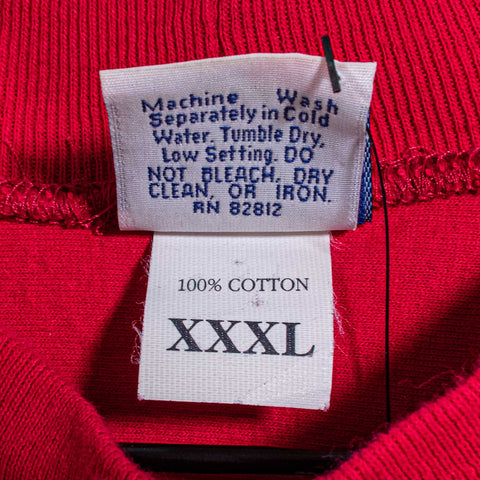 Machine Wash
Separately in Cold
Water, Tumble Dry,
Low Setting. DO
NOT BLEACH, DRY
CLEAN, OR IRON.
RN 82812
100% COTTON
XXXL